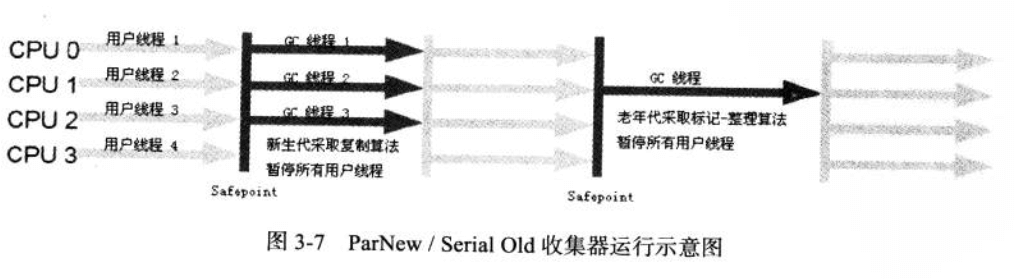 CPU 0 用户线程 1 GC 线程 1
CPU 1 用户线程 2 GC 线程 2 GC 线程
CPU 2 用户线程 3 GC 线程 3 老年代采取标记-整理算法
CPU 3 用户线程 4 新生代采取复制算法 暂停所有用户线程
暂停所有用户线程
Safepoint Safepoint
图 3-7 ParNew / Serial Old 收集器运行示意图